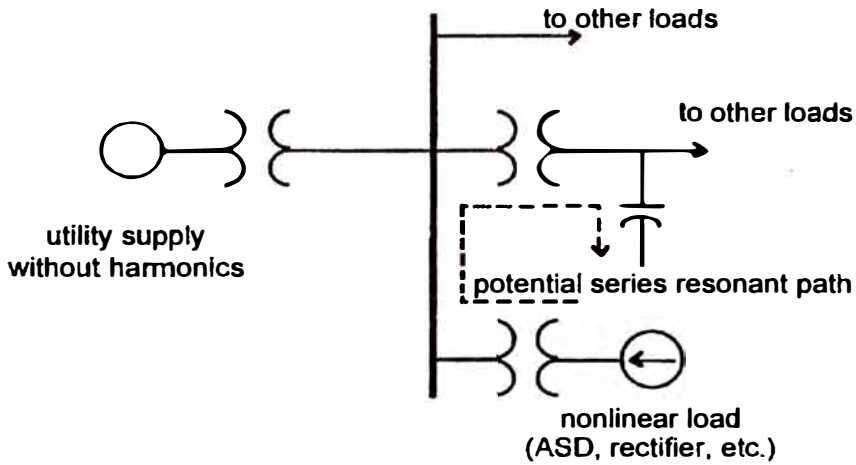 to other loads
to other loads
utility supply
without harmonics
potential series resonant path
nonlinear load
(ASD, rectifier, etc.)